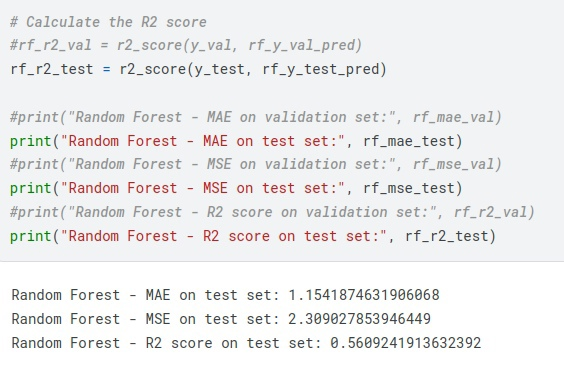 # Calculate the R2 score
#rf_r2_val = r2_score(y_val, rf_y_val_pred)
rf_r2_test = r2_score(y_test, rf_y_test_pred)
#print("Random Forest - MAE on validation set:", rf_mae_val)
print("Random Forest - MAE on test set:", rf_mae_test)
#print("Random Forest - MSE on validation set:", rf_mse_val)
print("Random Forest - MSE on test set:", rf_mse_test)
#print("Random Forest - R2 score on validation set:", rf_r2_val)
print("Random Forest - R2 score on test set:", rf_r2_test)
Random Forest - MAE on test set: 1.1541874631906068
Random Forest - MSE on test set: 2.309027853946449
Random Forest - R2 score on test set: 0.5609241913632392